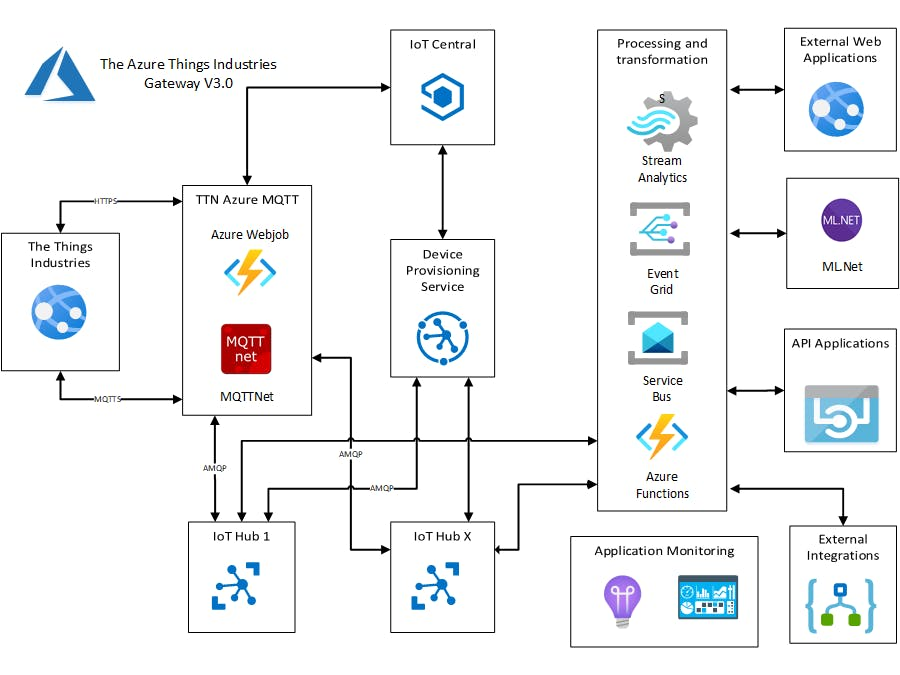 The Azure Things Industries
Gateway V3.0
IoT Central
Processing and
transformation
S
Stream
Analytics
Event
Grid
Service
Bus
Azure
Functions
External Web
Applications
ML.NET
ML.Net
API Applications
External
Integrations
TTN Azure MQTT
Azure Webjob
MQTT
net
MQTTNet
HTTPS
The Things
Industries
MQTTS
Device
Provisioning
Service
AMQP
AMQP
AMQP
IoT Hub 1
IoT Hub X
Application Monitoring